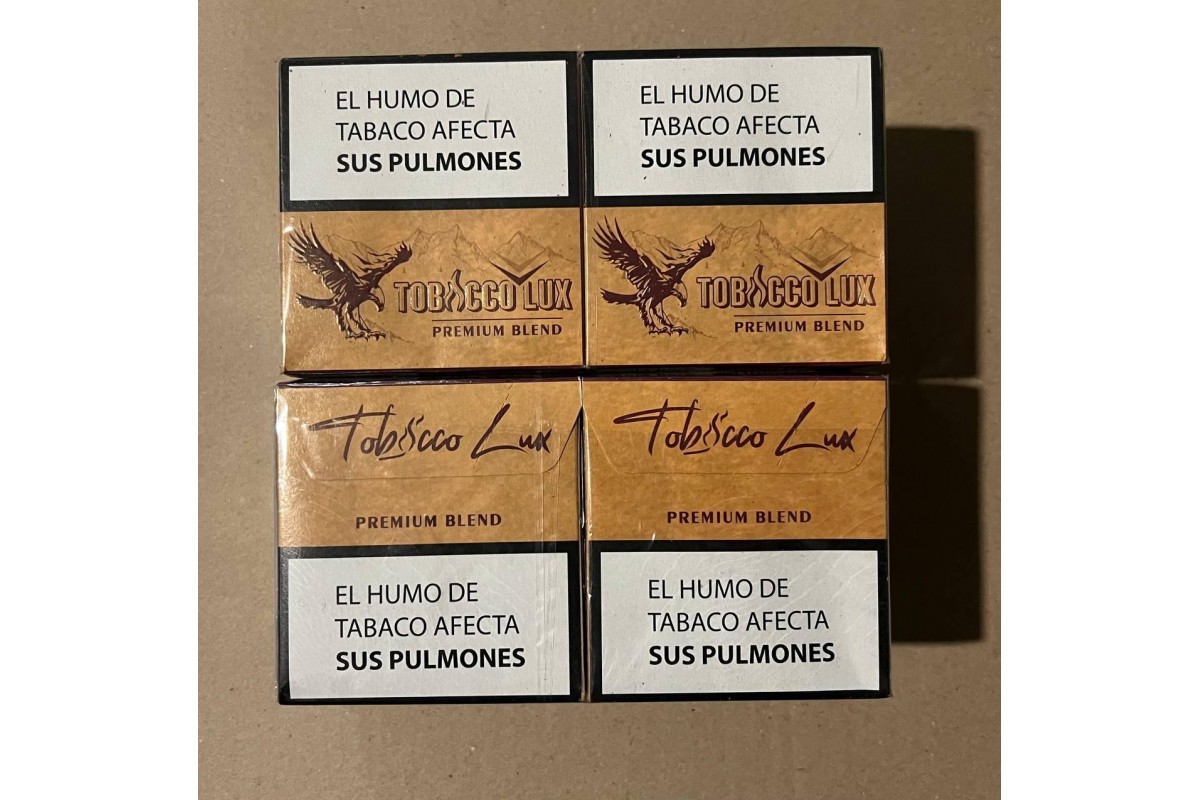 EL HUMO DE
TABACO AFECTA
SUS PULMONES
TOBACCO LUX
PREMIUM BLEND
EL HUMO DE
TABACO AFECTA
SUS PULMONES
TOBACCO LUX
PREMIUM BLEND
Tobacco Lux
PREMIUM BLEND
EL HUMO DE
TABACO AFECTA
SUS PULMONES
Tobacco Lux
PREMIUM BLEND
EL HUMO DE
TABACO AFECTA
SUS PULMONES